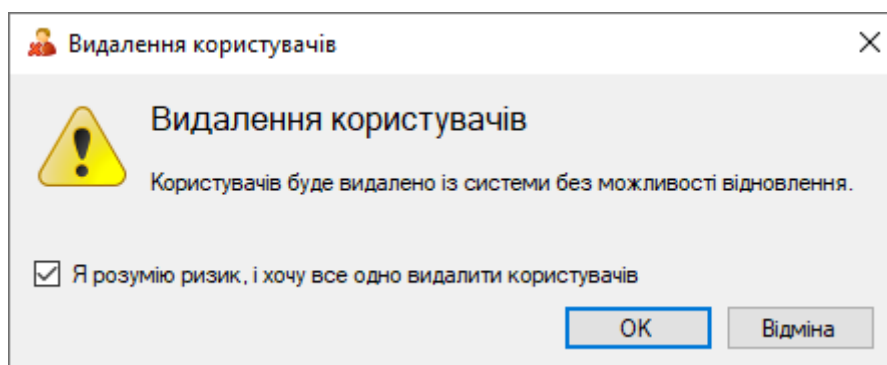 Видалення користувачів
Видалення користувачів
Користувачів буде видалено із системи без можливості відновлення.
Я розумію ризик, і хочу все одно видалити користувачів
OK
Відміна